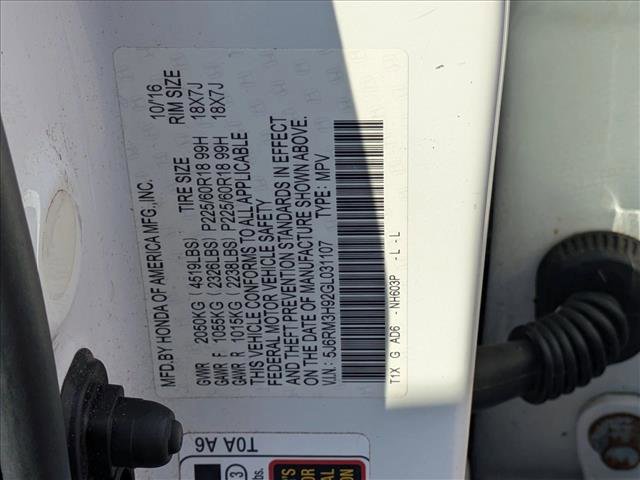 MFD.BY HONDA OF AMERICA MFG.,INC. 10/'16
TIRE SIZE RIM SIZE
GVWR 2050KG ( 4519LBS)
GAWR F 1055KG ( 2326LBS) P225/60R18 99H 18X7J
GAWR R 1015KG ( 2238LBS) P225/60R18 99H 18X7J
THIS VEHICLE CONFORMS TO ALL APPLICABLE
FEDERAL MOTOR VEHICLE SAFETY
AND THEFT PREVENTION STANDARDS IN EFFECT
ON THE DATE OF MANUFACTURE SHOWN ABOVE.
V.I.N.: 5J6RM3H92GL031107 TYPE: MPV
T1X G AD6 - NH603P - L - L
T0A A6
3
lbs.